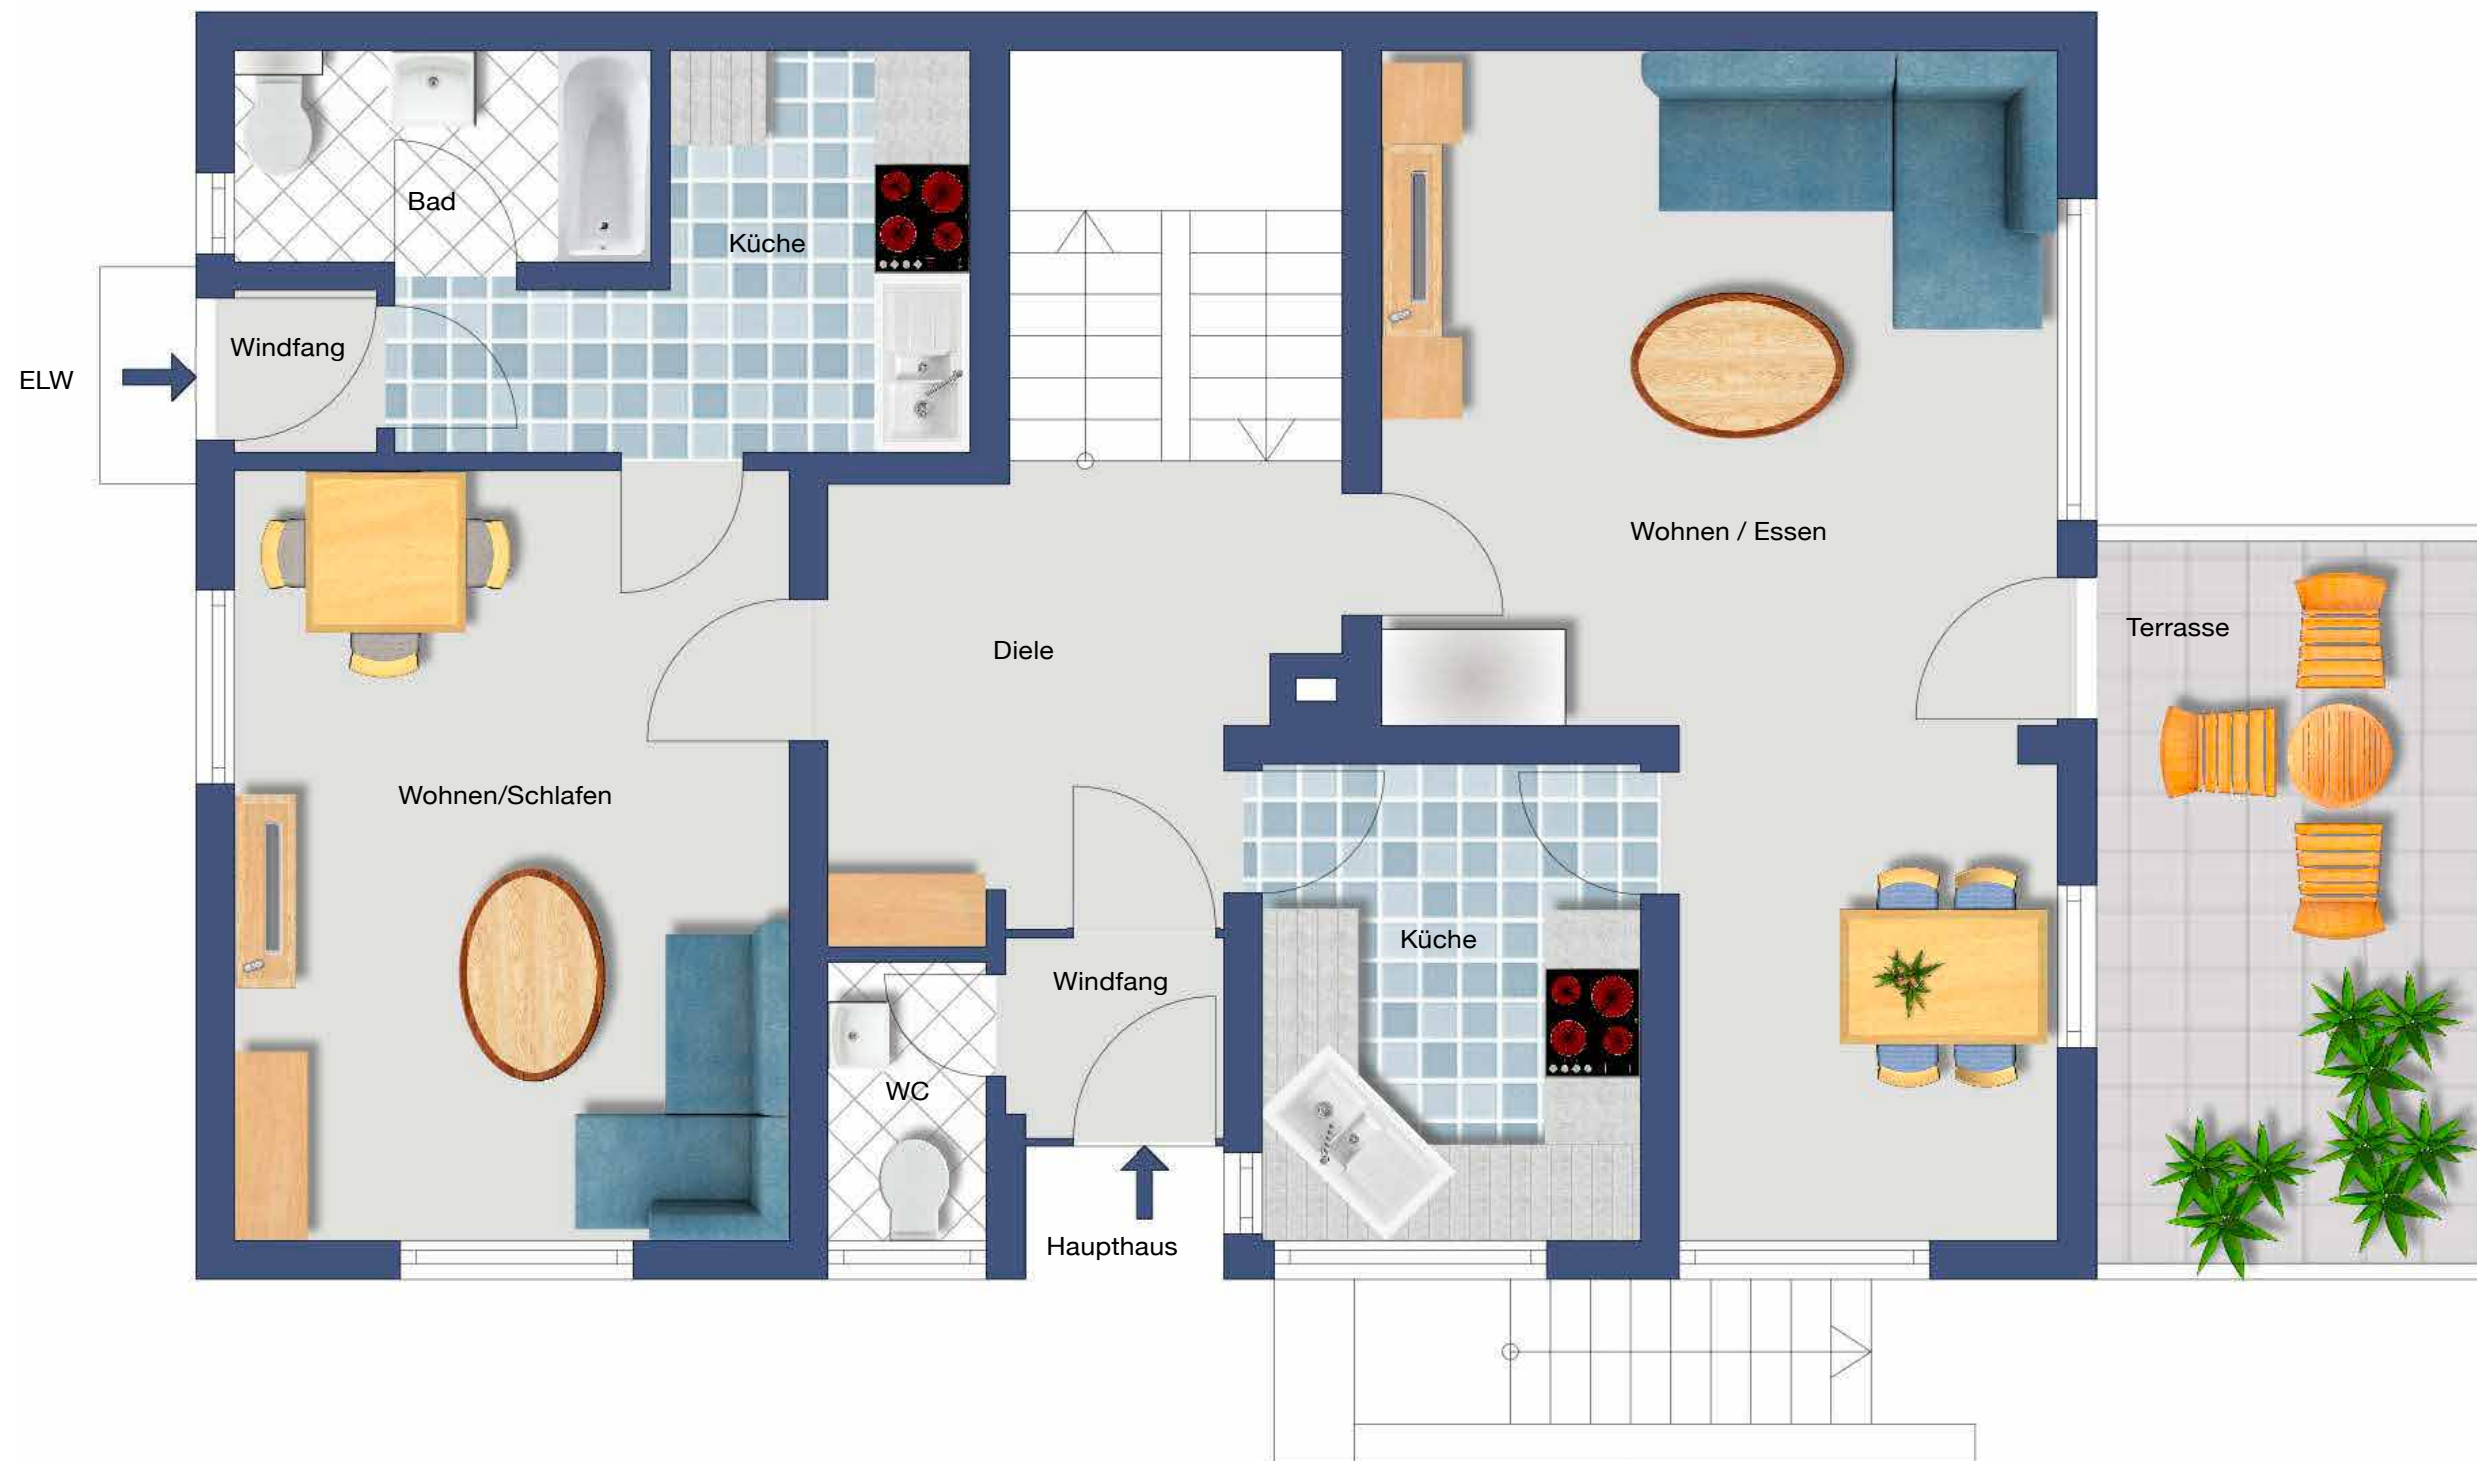 Bad
Küche
Windfang
ELW
Wohnen / Essen
Terrasse
Diele
Wohnen/Schlafen
Küche
Windfang
WC
Haupthaus